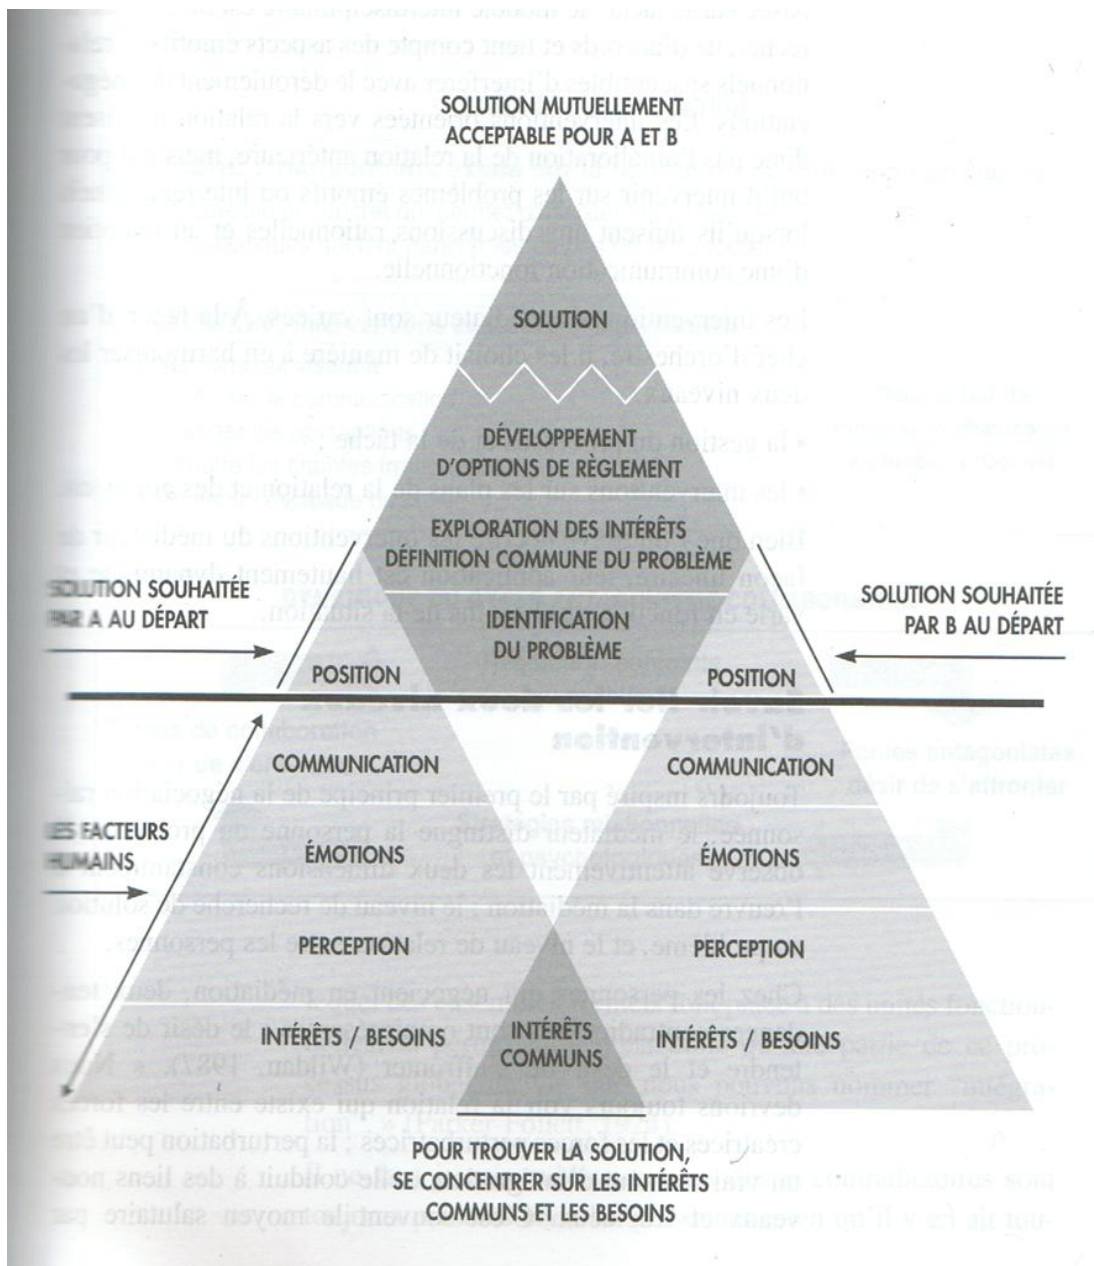 SOLUTION MUTUELLEMENT
ACCEPTABLE POUR A ET B
SOLUTION
DÉVELOPPEMENT
D'OPTIONS DE RÈGLEMENT
EXPLORATION DES INTÉRÊTS
DÉFINITION COMMUNE DU PROBLÈME
SOLUTION SOUHAITÉE
PAR A AU DÉPART
IDENTIFICATION
DU PROBLÈME
SOLUTION SOUHAITÉE
PAR B AU DÉPART
POSITION
POSITION
COMMUNICATION
COMMUNICATION
LES FACTEURS
HUMAINS
ÉMOTIONS
ÉMOTIONS
PERCEPTION
PERCEPTION
INTÉRÊTS / BESOINS
INTÉRÊTS
COMMUNS
INTÉRÊTS / BESOINS
POUR TROUVER LA SOLUTION,
SE CONCENTRER SUR LES INTÉRÊTS
COMMUNS ET LES BESOINS